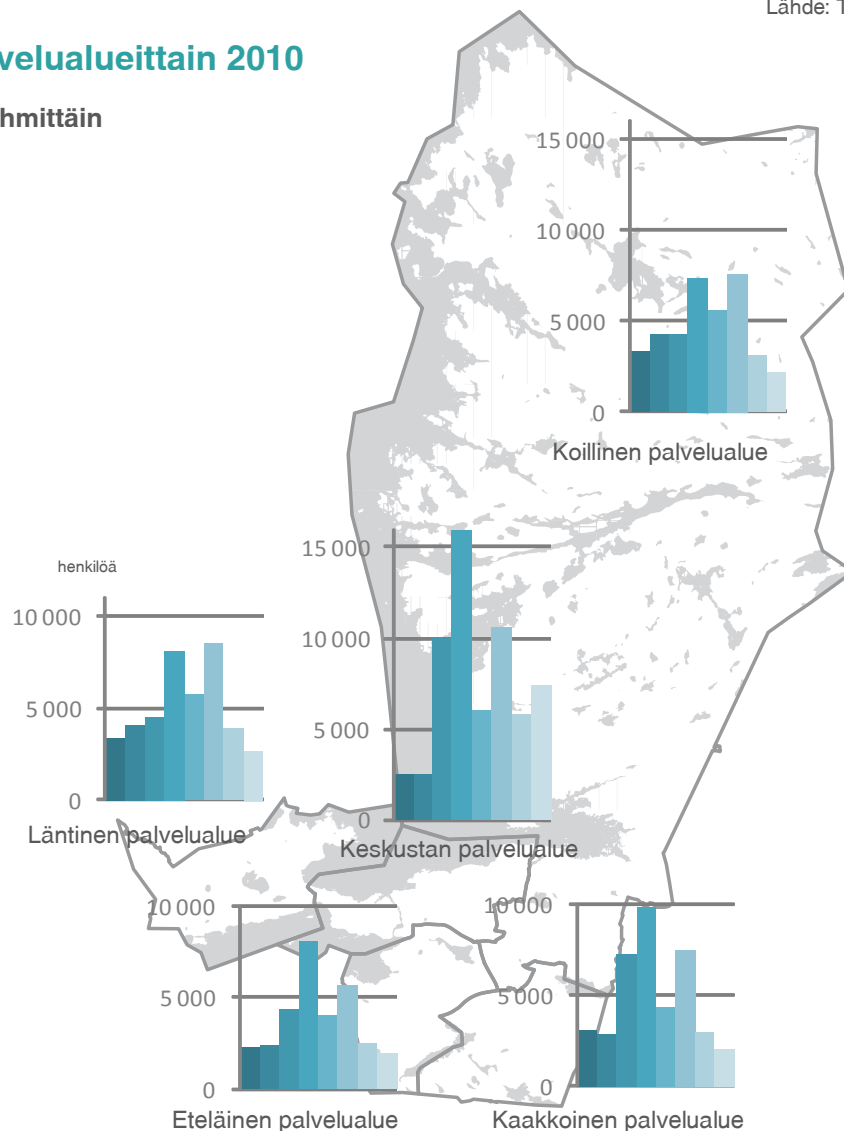 Lähde: T
velualueittain 2010
hmittäin
15 000
10 000
5 000
0
Koillinen palvelualue
15 000
10 000
5 000
0
Keskustan palvelualue
henkilöä
10 000
5 000
0
Läntinen palvelualue
10 000
5 000
0
Eteläinen palvelualue
10 000
5 000
0
Kaakkoinen palvelualue